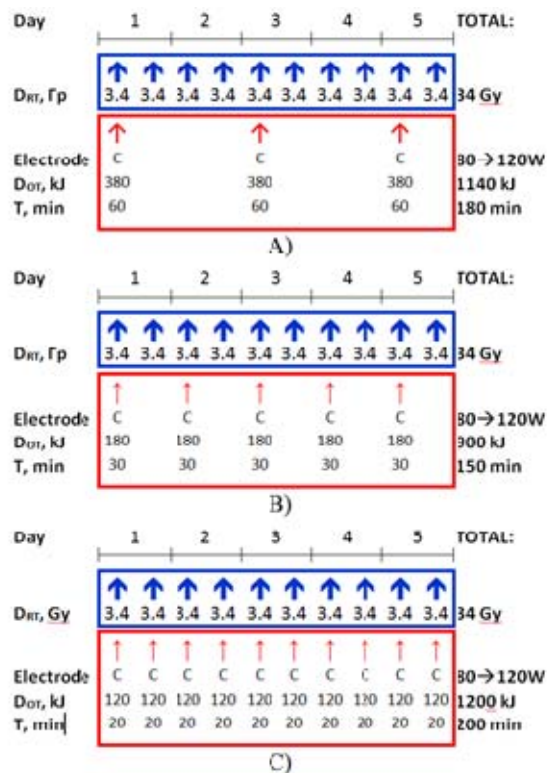 Day 1 2 3 4 5 TOTAL:
DRT, Гр 3.4 3.4 3.4 3.4 3.4 3.4 3.4 3.4 3.4 3.4 34 Gy
Electrode C C C 80→120W
DOT, kJ 380 380 380 1140 kJ
T, min 60 60 60 180 min
A)
Day 1 2 3 4 5 TOTAL:
DRT, Гр 3.4 3.4 3.4 3.4 3.4 3.4 3.4 3.4 3.4 3.4 34 Gy
Electrode C C C C C 80→120W
DOT, kJ 180 180 180 180 180 900 kJ
T, min 30 30 30 30 30 150 min
B)
Day 1 2 3 4 5 TOTAL:
DRT, Gy 3.4 3.4 3.4 3.4 3.4 3.4 3.4 3.4 3.4 3.4 34 Gy
Electrode C C C C C C C C C C 80→120W
DOT, kJ 120 120 120 120 120 120 120 120 120 120 1200 kJ
T, min 20 20 20 20 20 20 20 20 20 20 200 min
C)